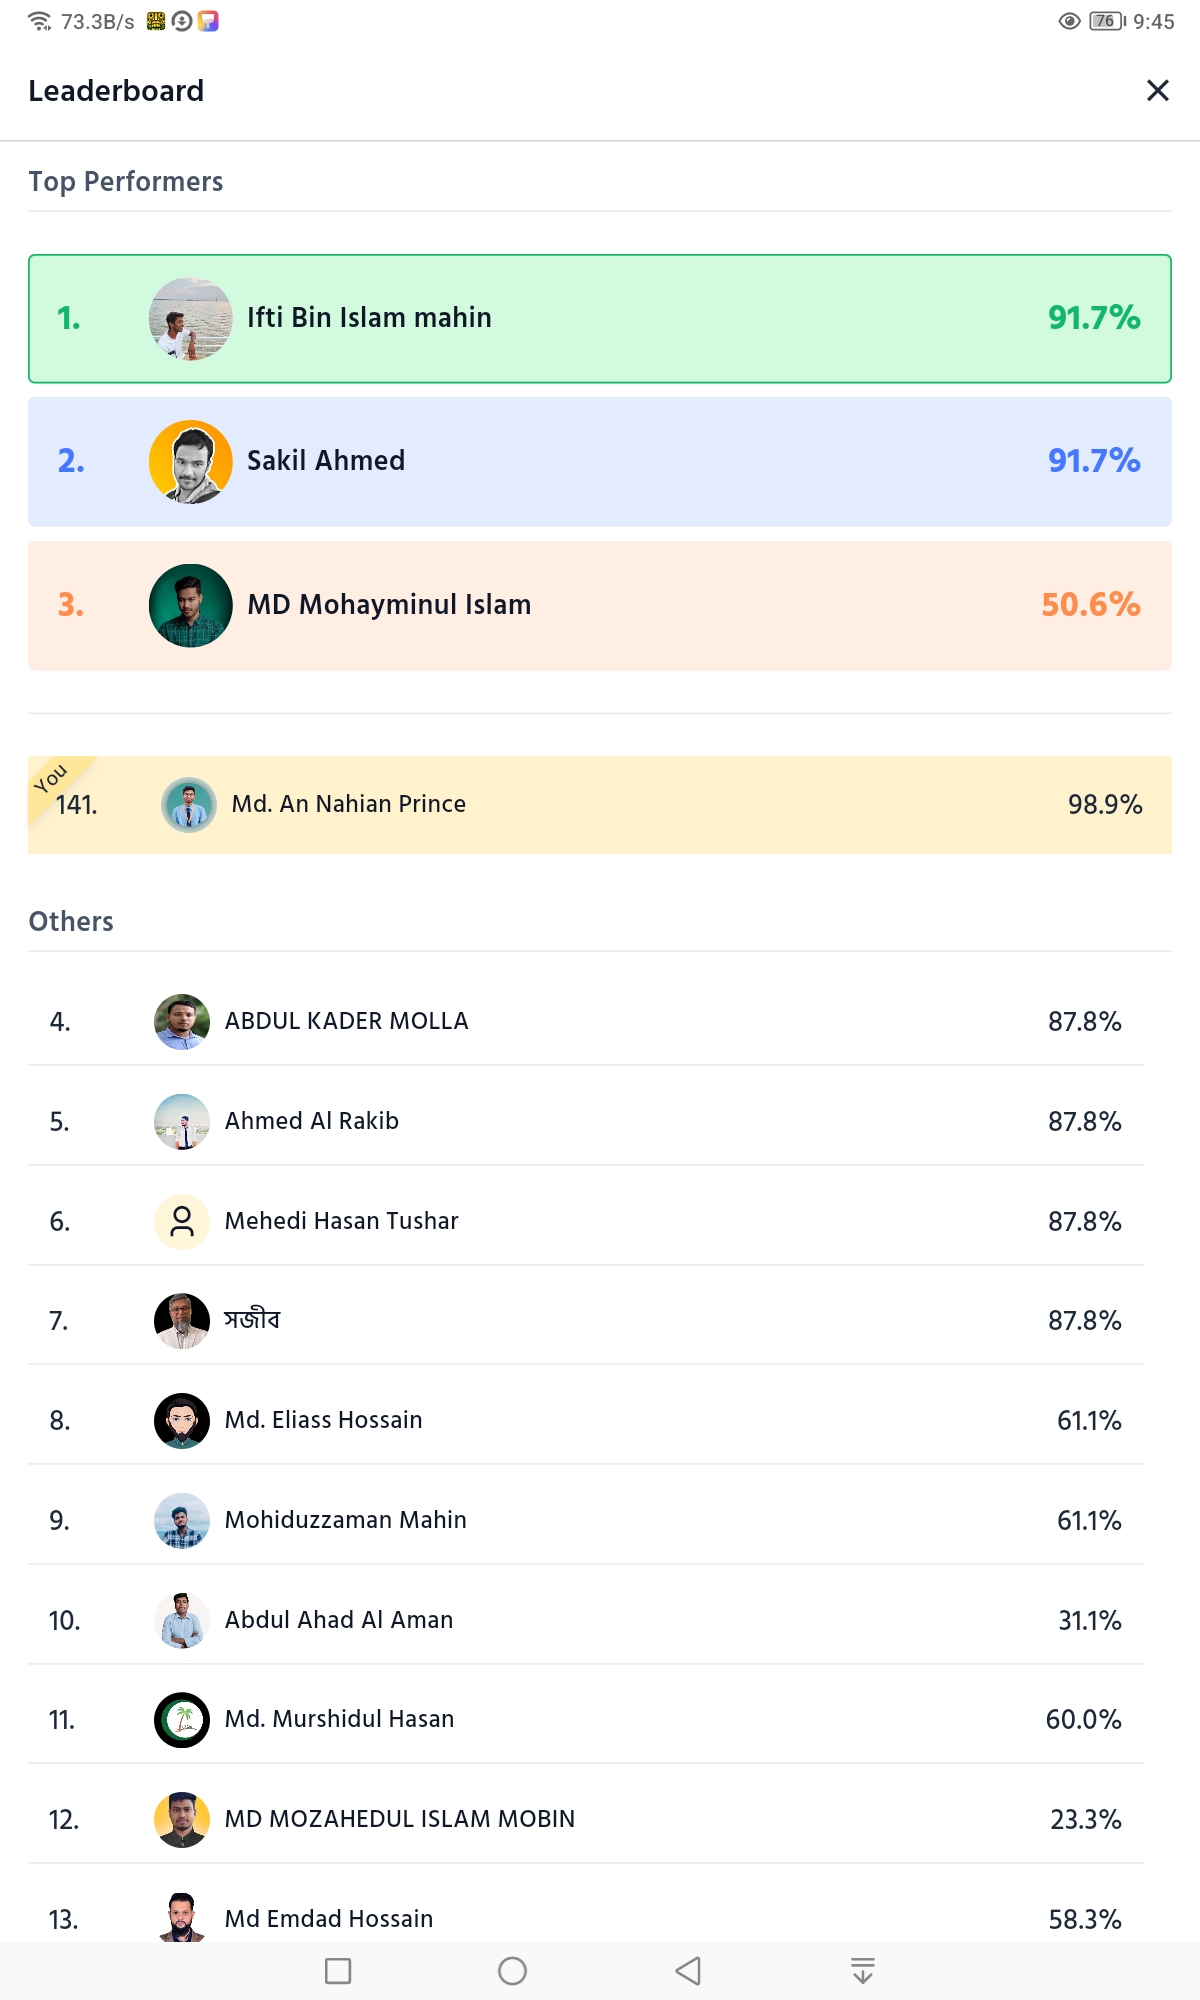 73.3B/s 76 9:45
Leaderboard
Top Performers
1. Ifti Bin Islam mahin 91.7%
2. Sakil Ahmed 91.7%
3. MD Mohayminul Islam 50.6%
You
141. Md. An Nahian Prince 98.9%
Others
4. ABDUL KADER MOLLA 87.8%
5. Ahmed Al Rakib 87.8%
6. Mehedi Hasan Tushar 87.8%
7. সজীব 87.8%
8. Md. Eliass Hossain 61.1%
9. Mohiduzzaman Mahin 61.1%
10. Abdul Ahad Al Aman 31.1%
11. Md. Murshidul Hasan 60.0%
12. MD MOZAHEDUL ISLAM MOBIN 23.3%
13. Md Emdad Hossain 58.3%